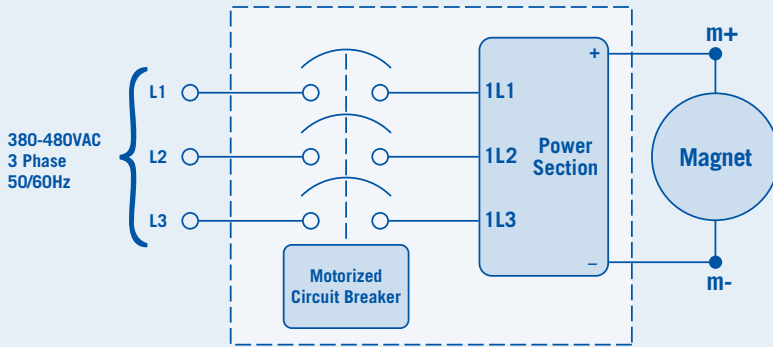 m+
+
L1
1L1
380-480VAC
3 Phase
50/60Hz
L2
1L2
Power
Section
Magnet
L3
1L3
Motorized
Circuit Breaker
–
m-